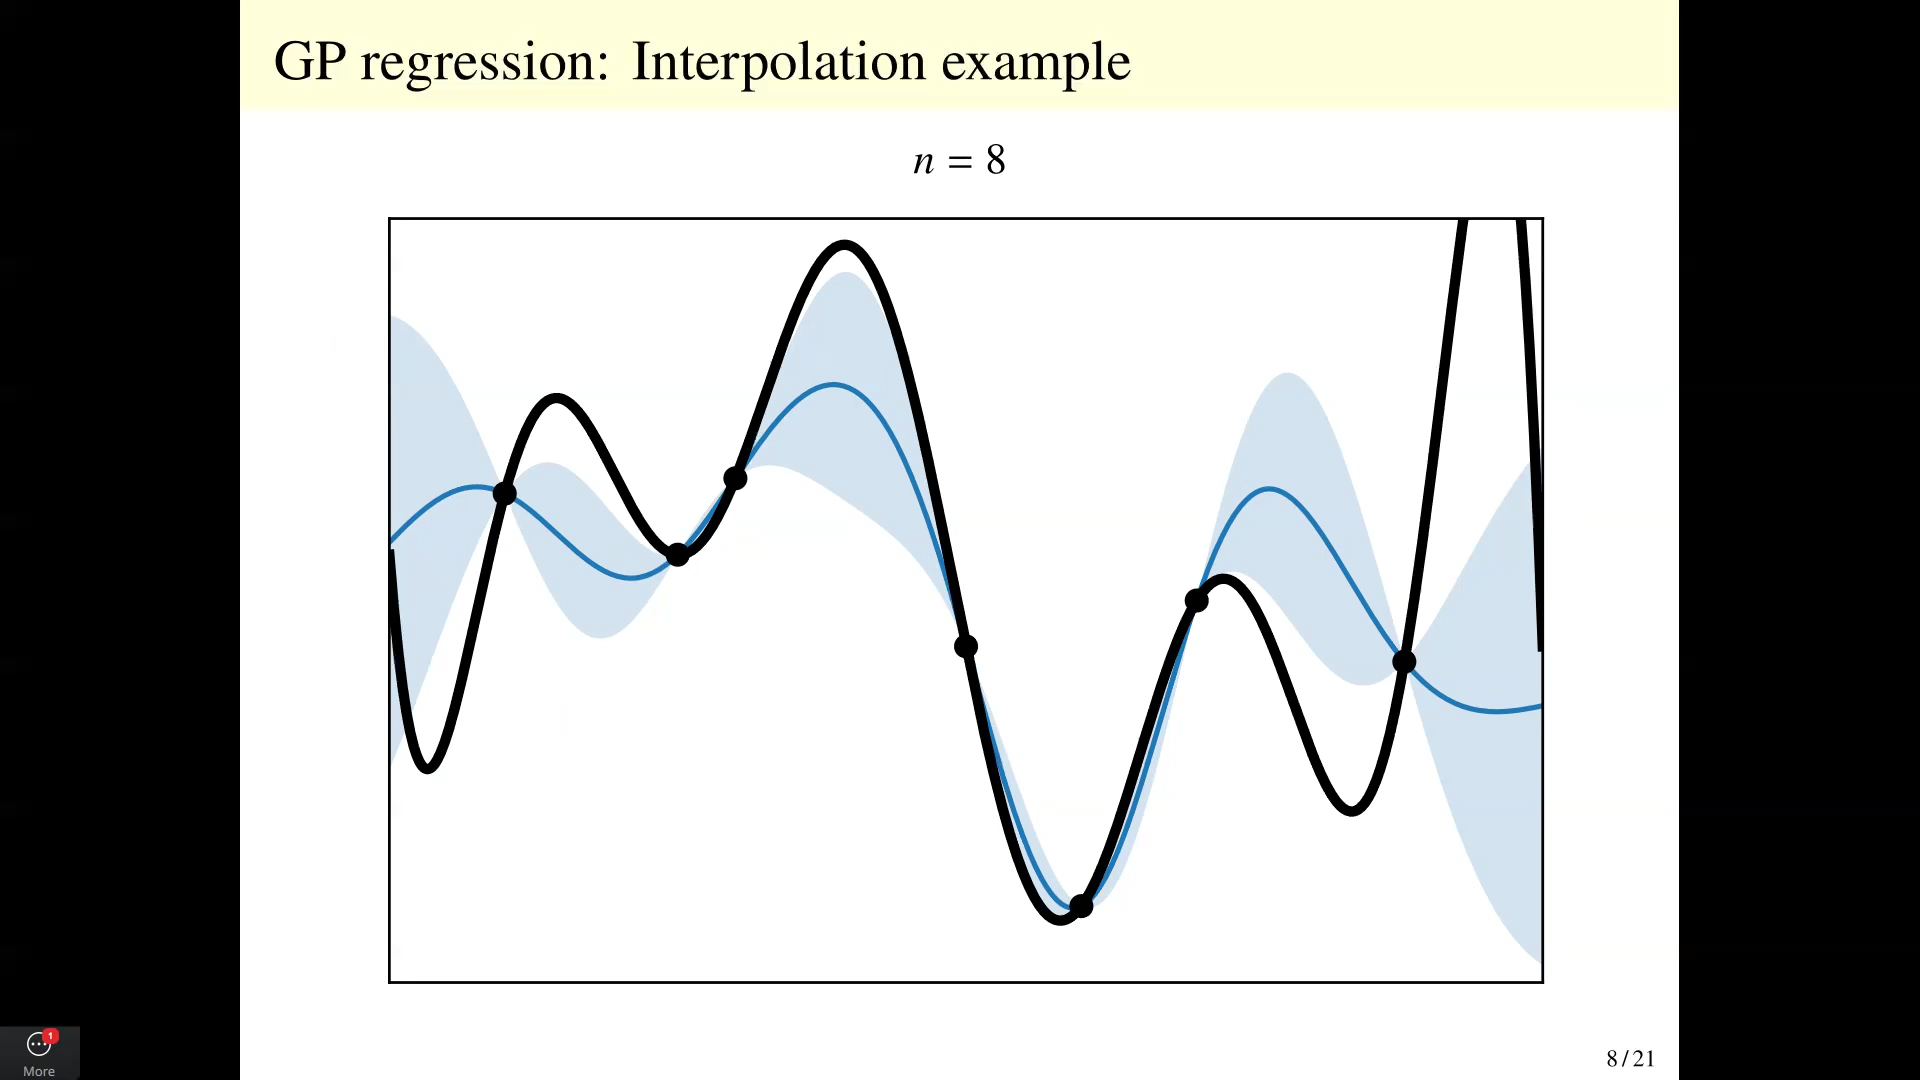 GP regression: Interpolation example
n = 8
1
More
8 / 21